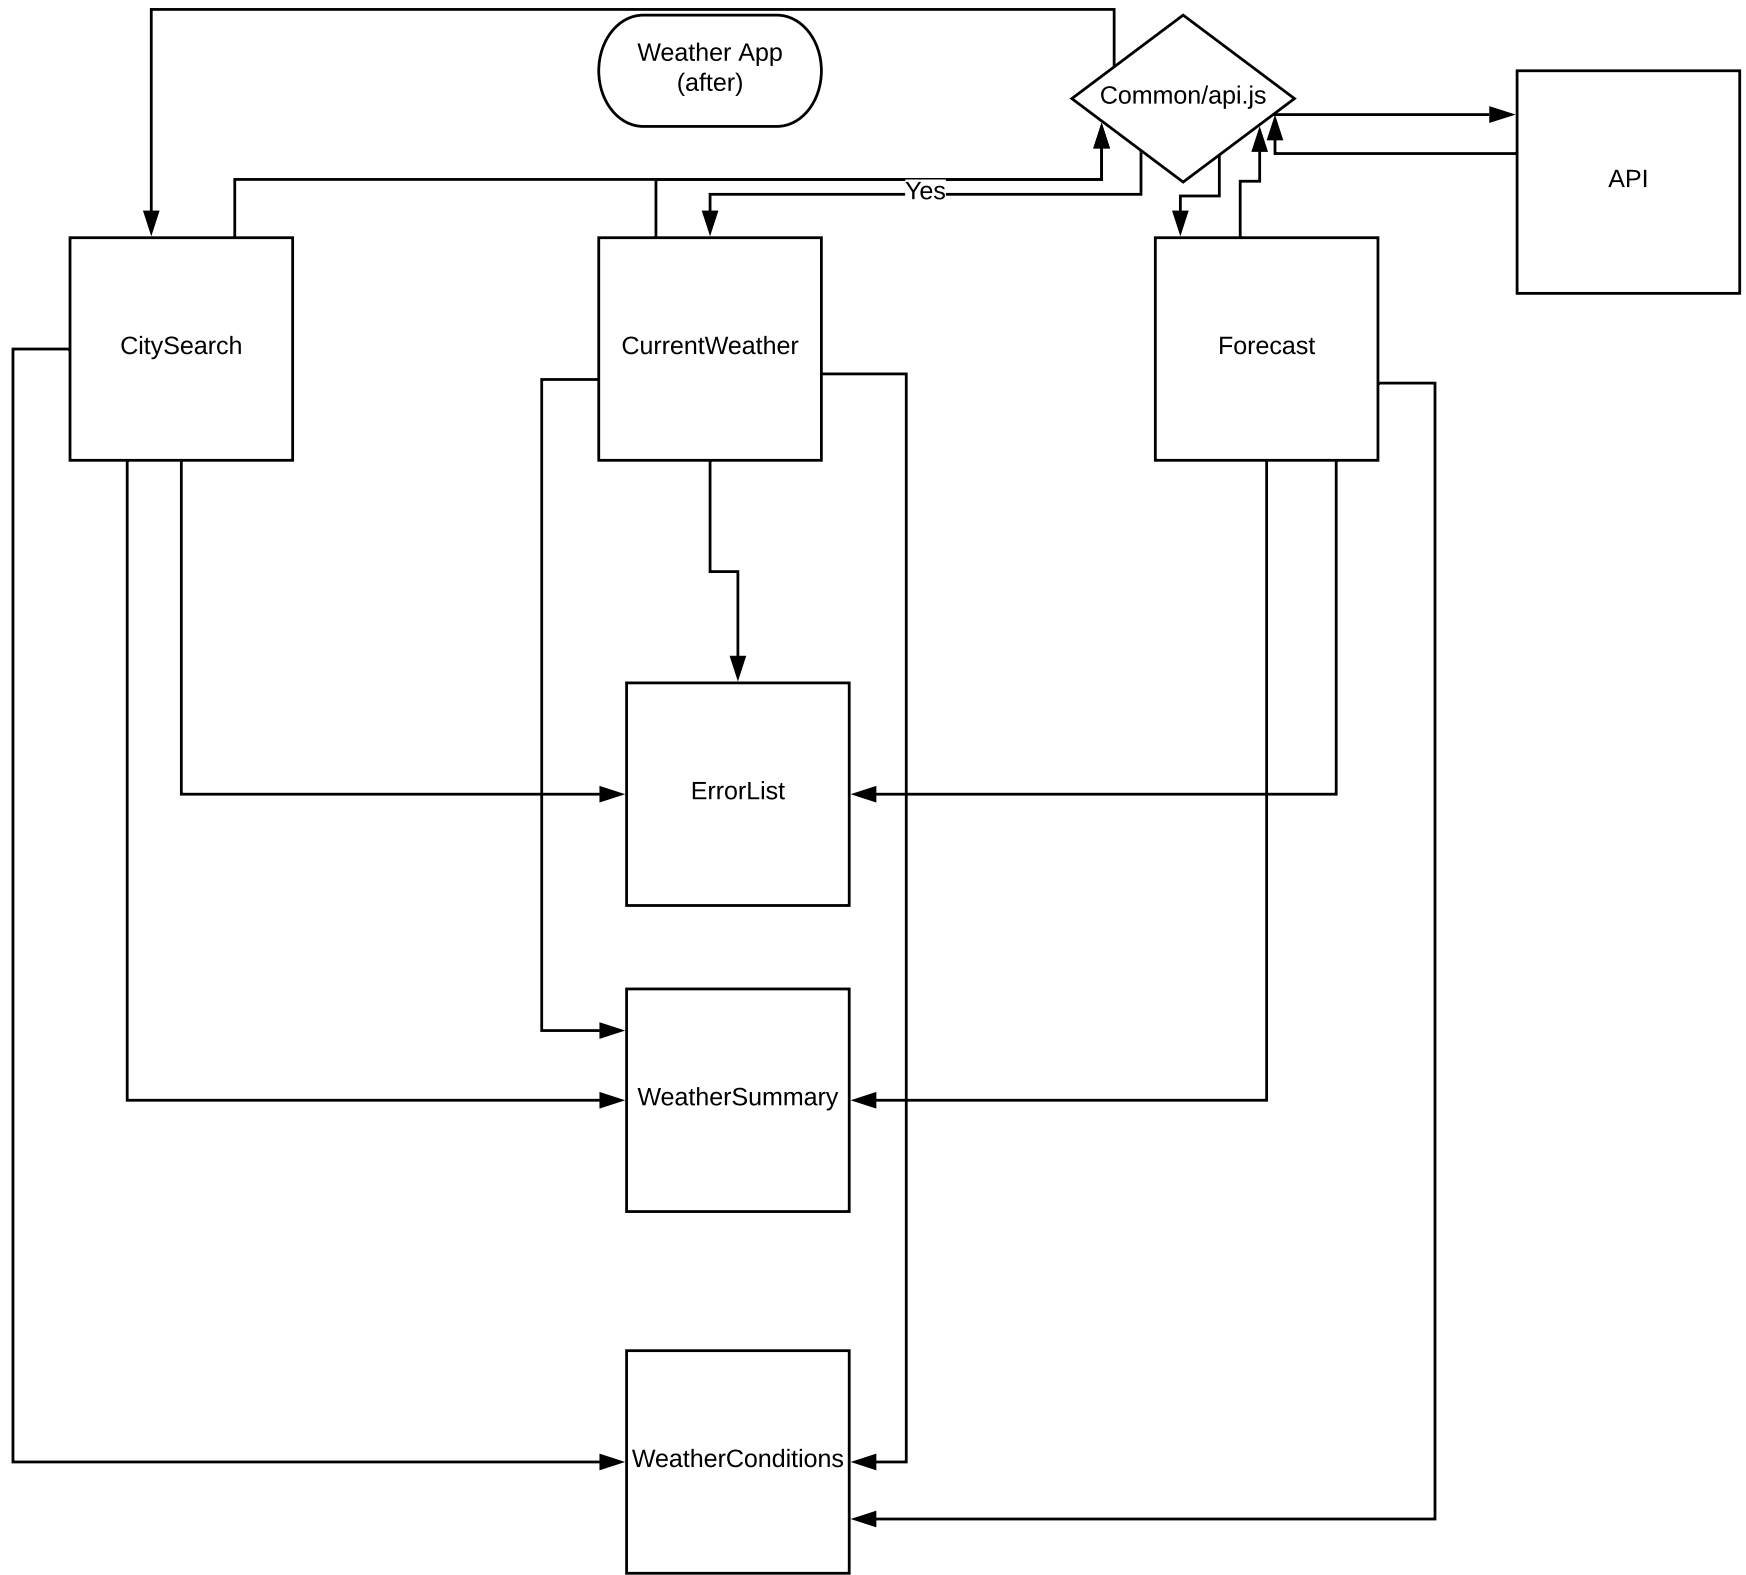 Weather App
(after)
Common/api.js
API
Yes
CitySearch
CurrentWeather
Forecast
ErrorList
WeatherSummary
WeatherConditions